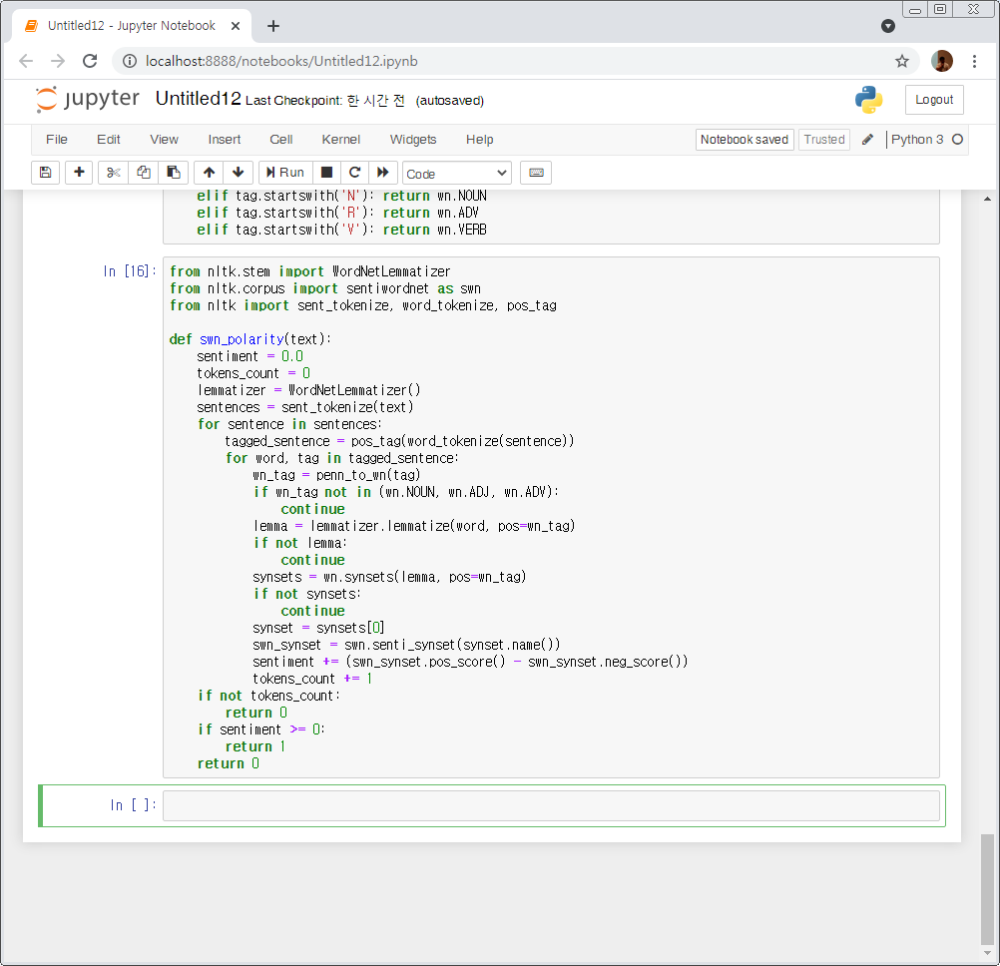 Untitled12 - Jupyter Notebook
localhost:8888/notebooks/Untitled12.ipynb
jupyter Untitled12 Last Checkpoint: 한 시간 전 (autosaved) Logout
File Edit View Insert Cell Kernel Widgets Help Notebook saved Trusted Python 3
Run Code
    elif tag.startswith('N'): return wn.NOUN
    elif tag.startswith('R'): return wn.ADV
    elif tag.startswith('V'): return wn.VERB
In [16]: from nltk.stem import WordNetLemmatizer
from nltk.corpus import sentiwordnet as swn
from nltk import sent_tokenize, word_tokenize, pos_tag
def swn_polarity(text):
    sentiment = 0.0
    tokens_count = 0
    lemmatizer = WordNetLemmatizer()
    sentences = sent_tokenize(text)
    for sentence in sentences:
        tagged_sentence = pos_tag(word_tokenize(sentence))
        for word, tag in tagged_sentence:
            wn_tag = penn_to_wn(tag)
            if wn_tag not in (wn.NOUN, wn.ADJ, wn.ADV):
                continue
            lemma = lemmatizer.lemmatize(word, pos=wn_tag)
            if not lemma:
                continue
            synsets = wn.synsets(lemma, pos=wn_tag)
            if not synsets:
                continue
            synset = synsets[0]
            swn_synset = swn.senti_synset(synset.name())
            sentiment += (swn_synset.pos_score() - swn_synset.neg_score())
            tokens_count += 1
    if not tokens_count:
        return 0
    if sentiment >= 0:
        return 1
    return 0
In [ ]: